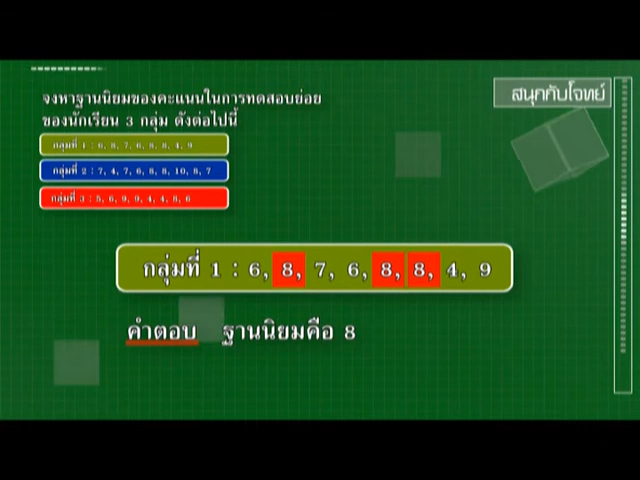 สนุกกับโจทย์
จงหาฐานนิยมของคะแนนในการทดสอบย่อย
ของนักเรียน 3 กลุ่ม ดังต่อไปนี้
กลุ่มที่ 1 : 6, 8, 7, 6, 8, 8, 4, 9
กลุ่มที่ 2 : 7, 4, 7, 6, 8, 8, 10, 8, 7
กลุ่มที่ 3 : 5, 6, 9, 9, 4, 4, 8, 6
กลุ่มที่ 1 : 6, 8, 7, 6, 8, 8, 4, 9
คำตอบ ฐานนิยมคือ 8